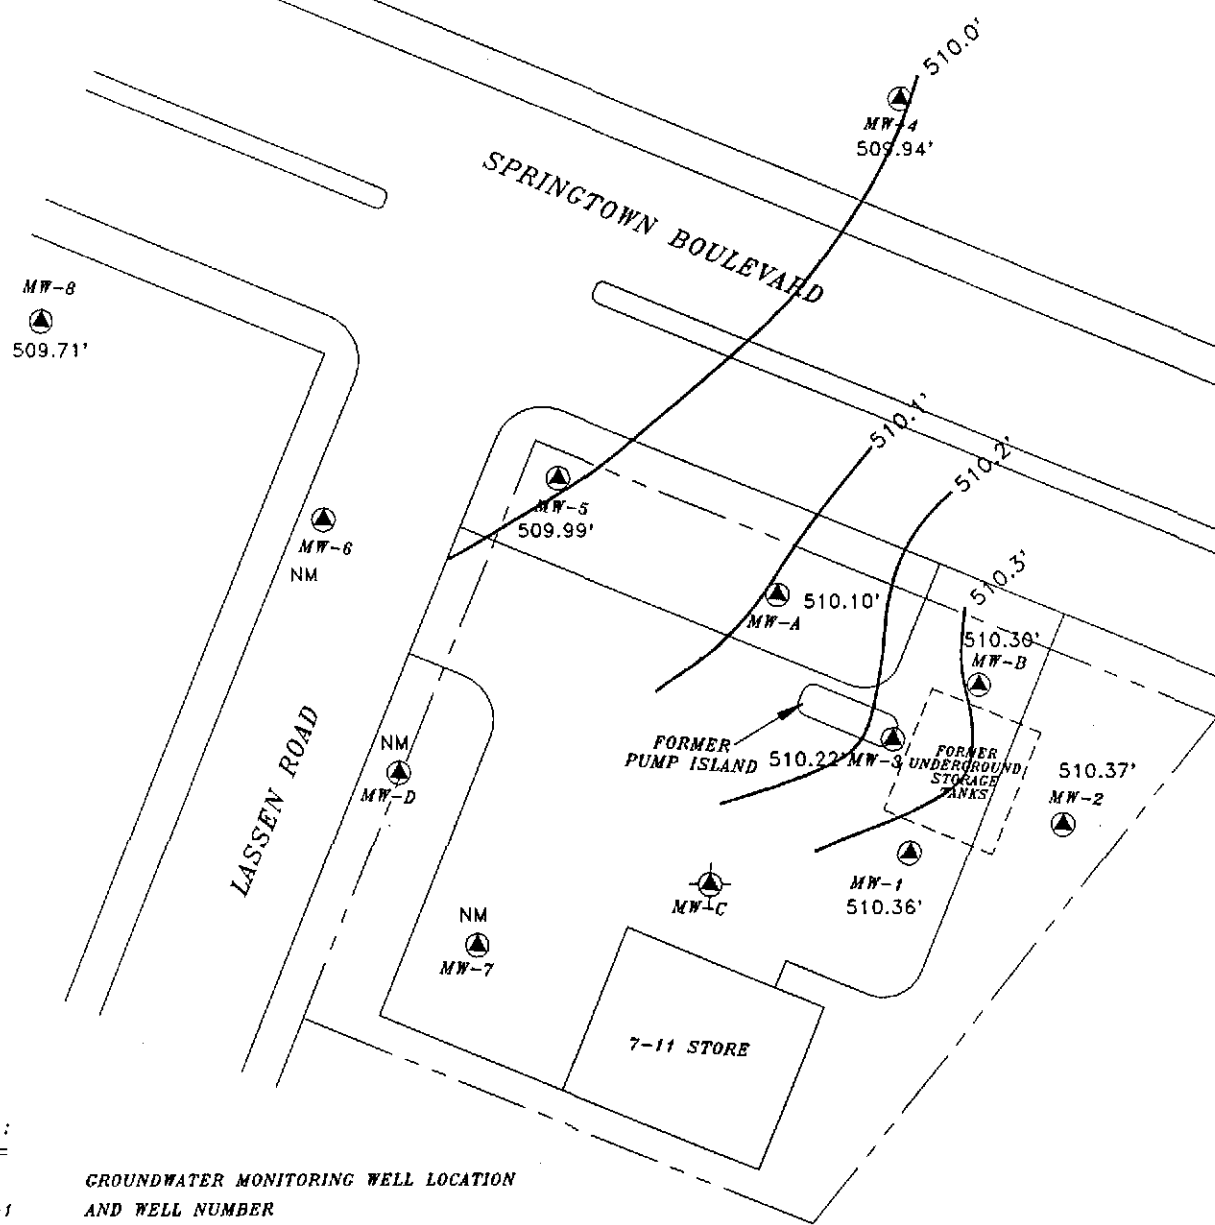 510.0'
MW-4
509.94'
SPRINGTOWN BOULEVARD
MW-8
509.71'
510.1'
510.2'
MW-5
509.99'
MW-6
NM
510.3'
MW-A
510.10'
510.30'
MW-B
LASSEN ROAD
NM
MW-D
FORMER
PUMP ISLAND
510.22'
MW-3
FORMER
UNDERGROUND
STORAGE
TANKS
510.37'
MW-2
MW-C
MW-1
510.36'
NM
MW-7
7-11 STORE
:
GROUNDWATER MONITORING WELL LOCATION
-1 AND WELL NUMBER